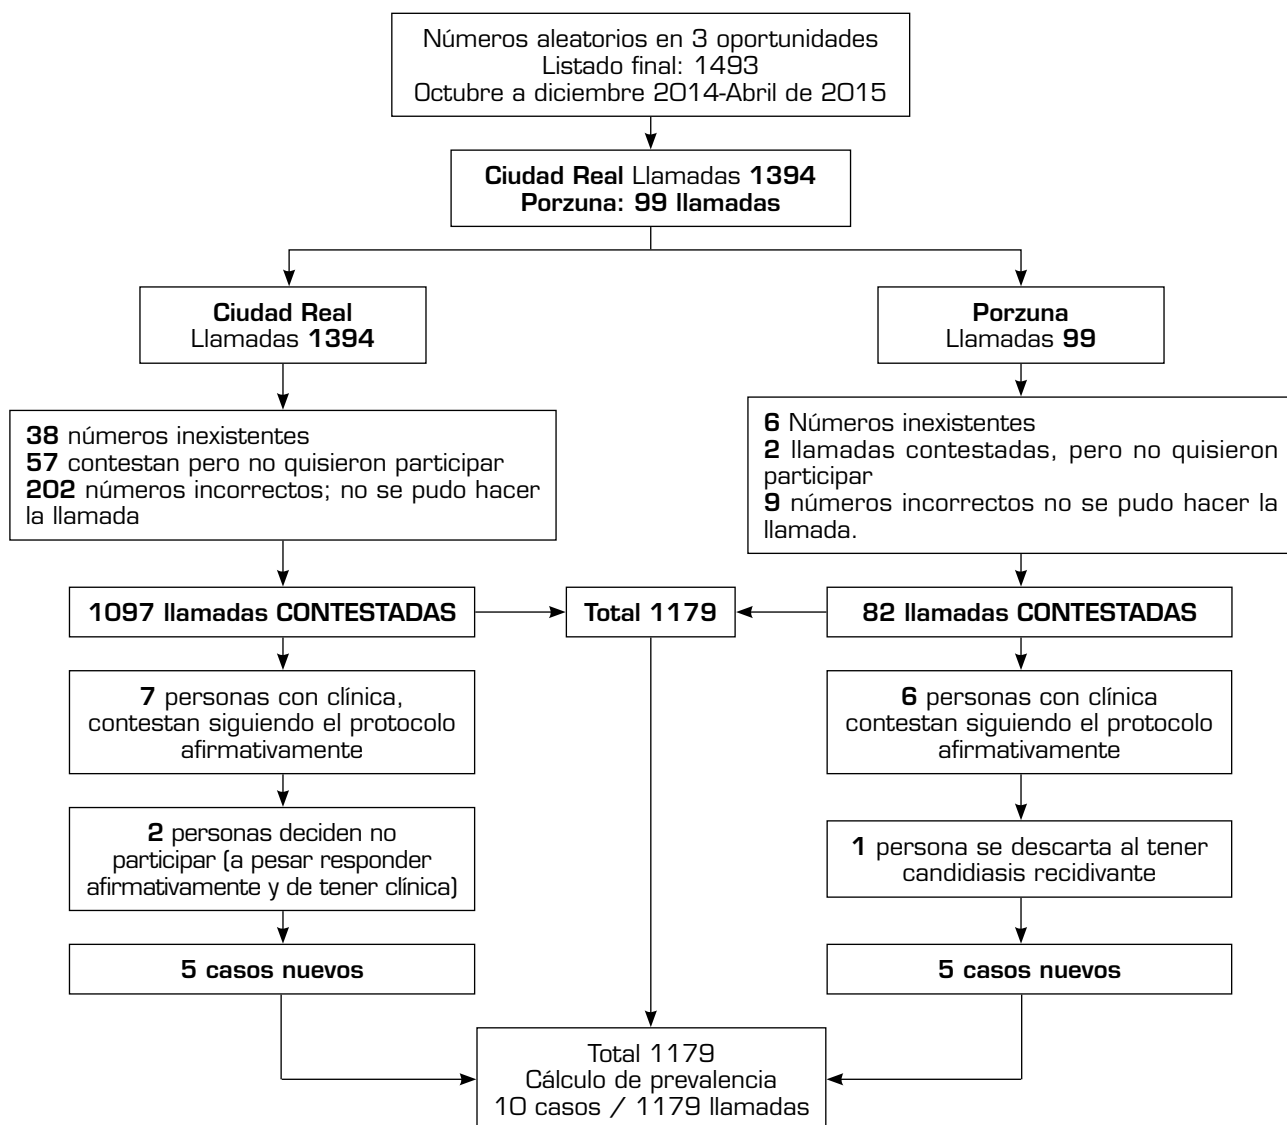 Números aleatorios en 3 oportunidades
Listado final: 1493
Octubre a diciembre 2014-Abril de 2015
Ciudad Real Llamadas 1394
Porzuna: 99 llamadas
Ciudad Real
Llamadas 1394
Porzuna
Llamadas 99
38 números inexistentes
57 contestan pero no quisieron participar
202 números incorrectos; no se pudo hacer
la llamada
6 Números inexistentes
2 llamadas contestadas, pero no quisieron
participar
9 números incorrectos no se pudo hacer la
llamada.
1097 llamadas CONTESTADAS
Total 1179
82 llamadas CONTESTADAS
7 personas con clínica,
contestan siguiendo el protocolo
afirmativamente
6 personas con clínica
contestan siguiendo el protocolo
afirmativamente
2 personas deciden no
participar (a pesar responder
afirmativamente y de tener clínica)
1 persona se descarta al tener
candidiasis recidivante
5 casos nuevos
5 casos nuevos
Total 1179
Cálculo de prevalencia
10 casos / 1179 llamadas